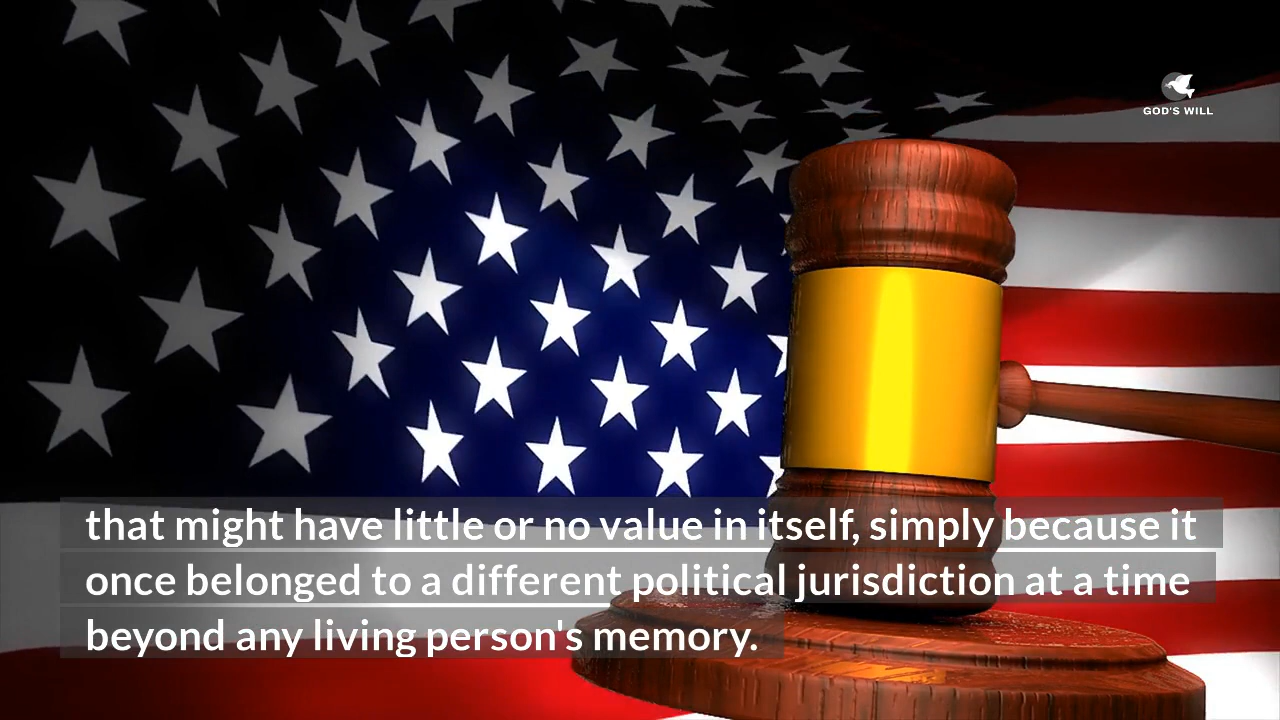 GOD'S WILL
that might have little or no value in itself, simply because it
once belonged to a different political jurisdiction at a time
beyond any living person's memory.